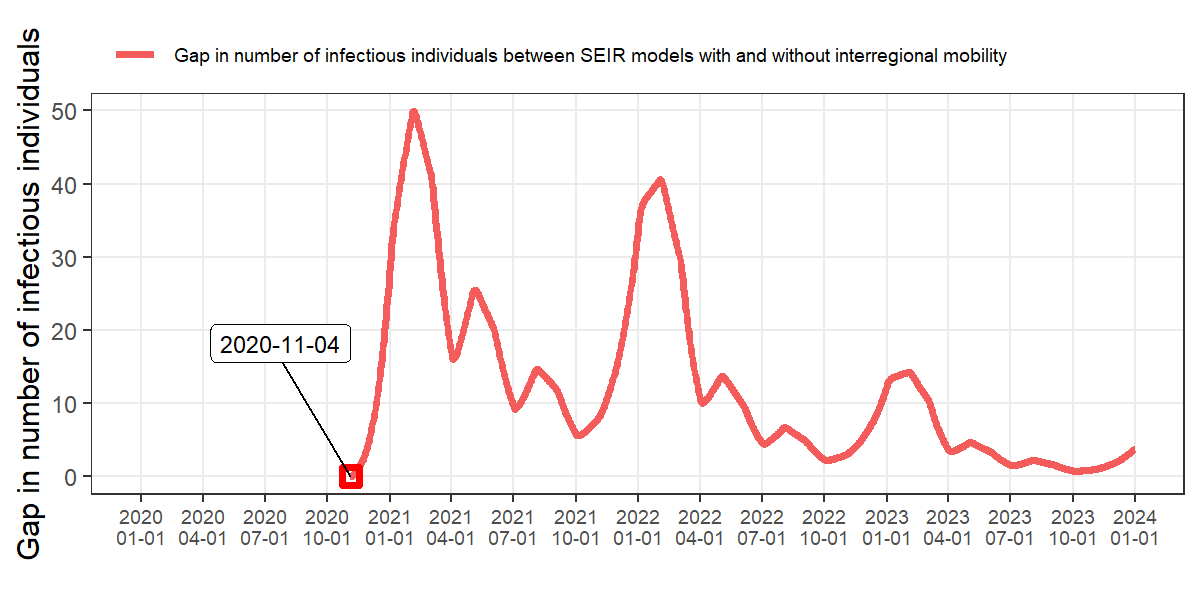 Gap in number of infectious individuals between SEIR models with and without interregional mobility
Gap in number of infectious individuals
50
40
30
20
10
0
2020-11-04
2020 2020 2020 2020 2021 2021 2021 2021 2022 2022 2022 2022 2023 2023 2023 2023 2024
01-01 04-01 07-01 10-01 01-01 04-01 07-01 10-01 01-01 04-01 07-01 10-01 01-01 04-01 07-01 10-01 01-01